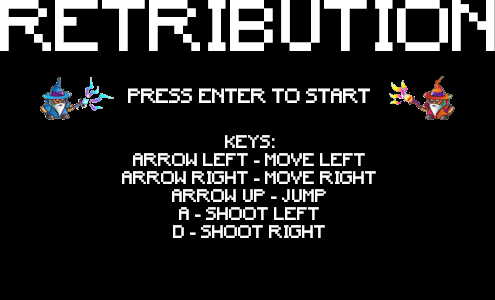 RETRIBUTION
PRESS ENTER TO START
KEYS:
ARROW LEFT - MOVE LEFT
ARROW RIGHT - MOVE RIGHT
ARROW UP - JUMP
A - SHOOT LEFT
D - SHOOT RIGHT